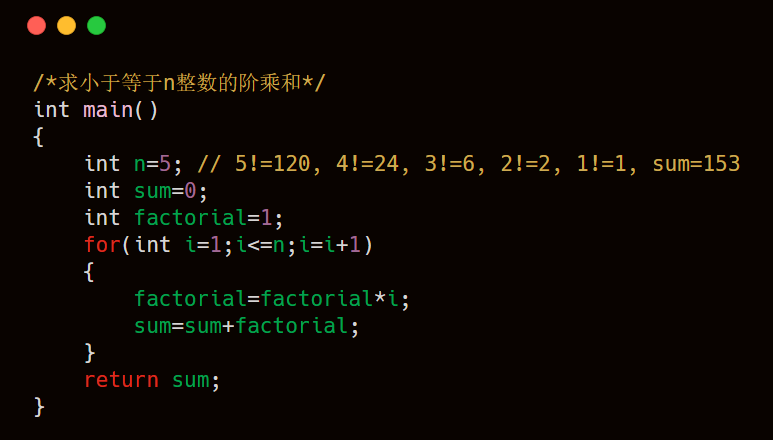 /*求小于等于n整数的阶乘和*/
int main()
{
    int n=5; // 5!=120, 4!=24, 3!=6, 2!=2, 1!=1, sum=153
    int sum=0;
    int factorial=1;
    for(int i=1;i<=n;i=i+1)
    {
        factorial=factorial*i;
        sum=sum+factorial;
    }
    return sum;
}